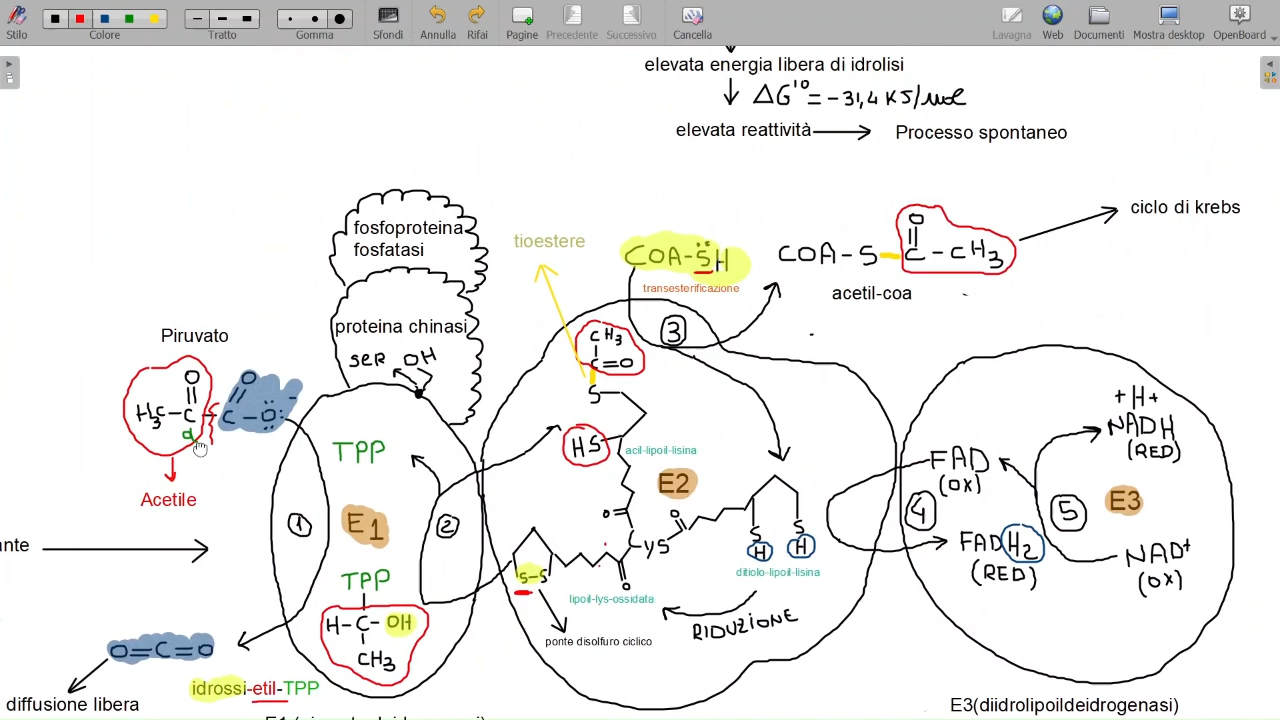 Stilo
Colore
Tratto
Gomma
Sfondi
Annulla
Rifai
Pagine
Precedente
Successivo
Cancella
Lavagna
Web
Documenti
Mostra desktop
OpenBoard
elevata energia libera di idrolisi
ΔG'° = -31,4 KJ/mol
elevata reattività
Processo spontaneo
ciclo di krebs
fosfoproteina
fosfatasi
tioestere
COA-SH
transesterificazione
COA-S
O
C-CH3
acetil-coa
proteina chinasi
SER OH
Piruvato
O
H3C-C
O
C-O:-
α
Acetile
TPP
E1
1
2
TPP
H-C-OH
CH3
idrossi-etil-TPP
O=C=O
diffusione libera
ante
CH3
C=O
S
HS
acil-lipoil-lisina
E2
3
O
O
LYS
S-S
O
lipoil-lys-ossidata
ponte disolfuro ciclico
S S
H H
ditiolo-lipoil-lisina
RIDUZIONE
+H+
NADH
(RED)
FAD
(OX)
4
5
E3
FADH2
(RED)
NAD+
(OX)
E3(diidrolipoildeidrogenasi)